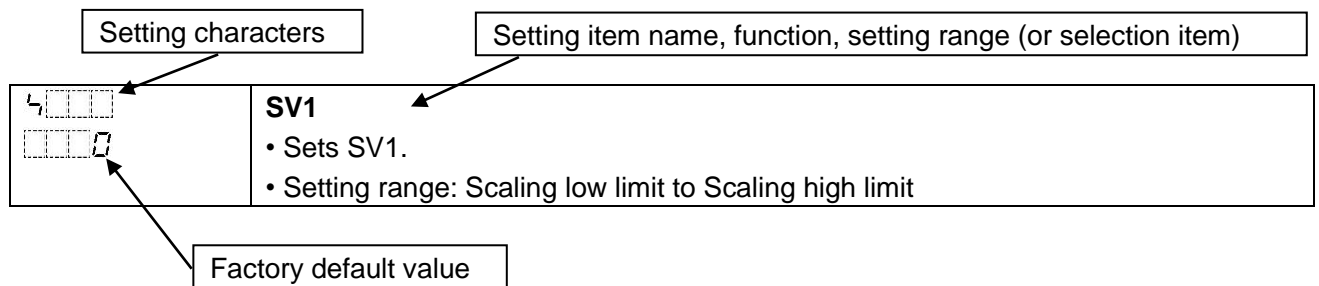 Setting characters
Setting item name, function, setting range (or selection item)
SV1
0
• Sets SV1.
• Setting range: Scaling low limit to Scaling high limit
Factory default value